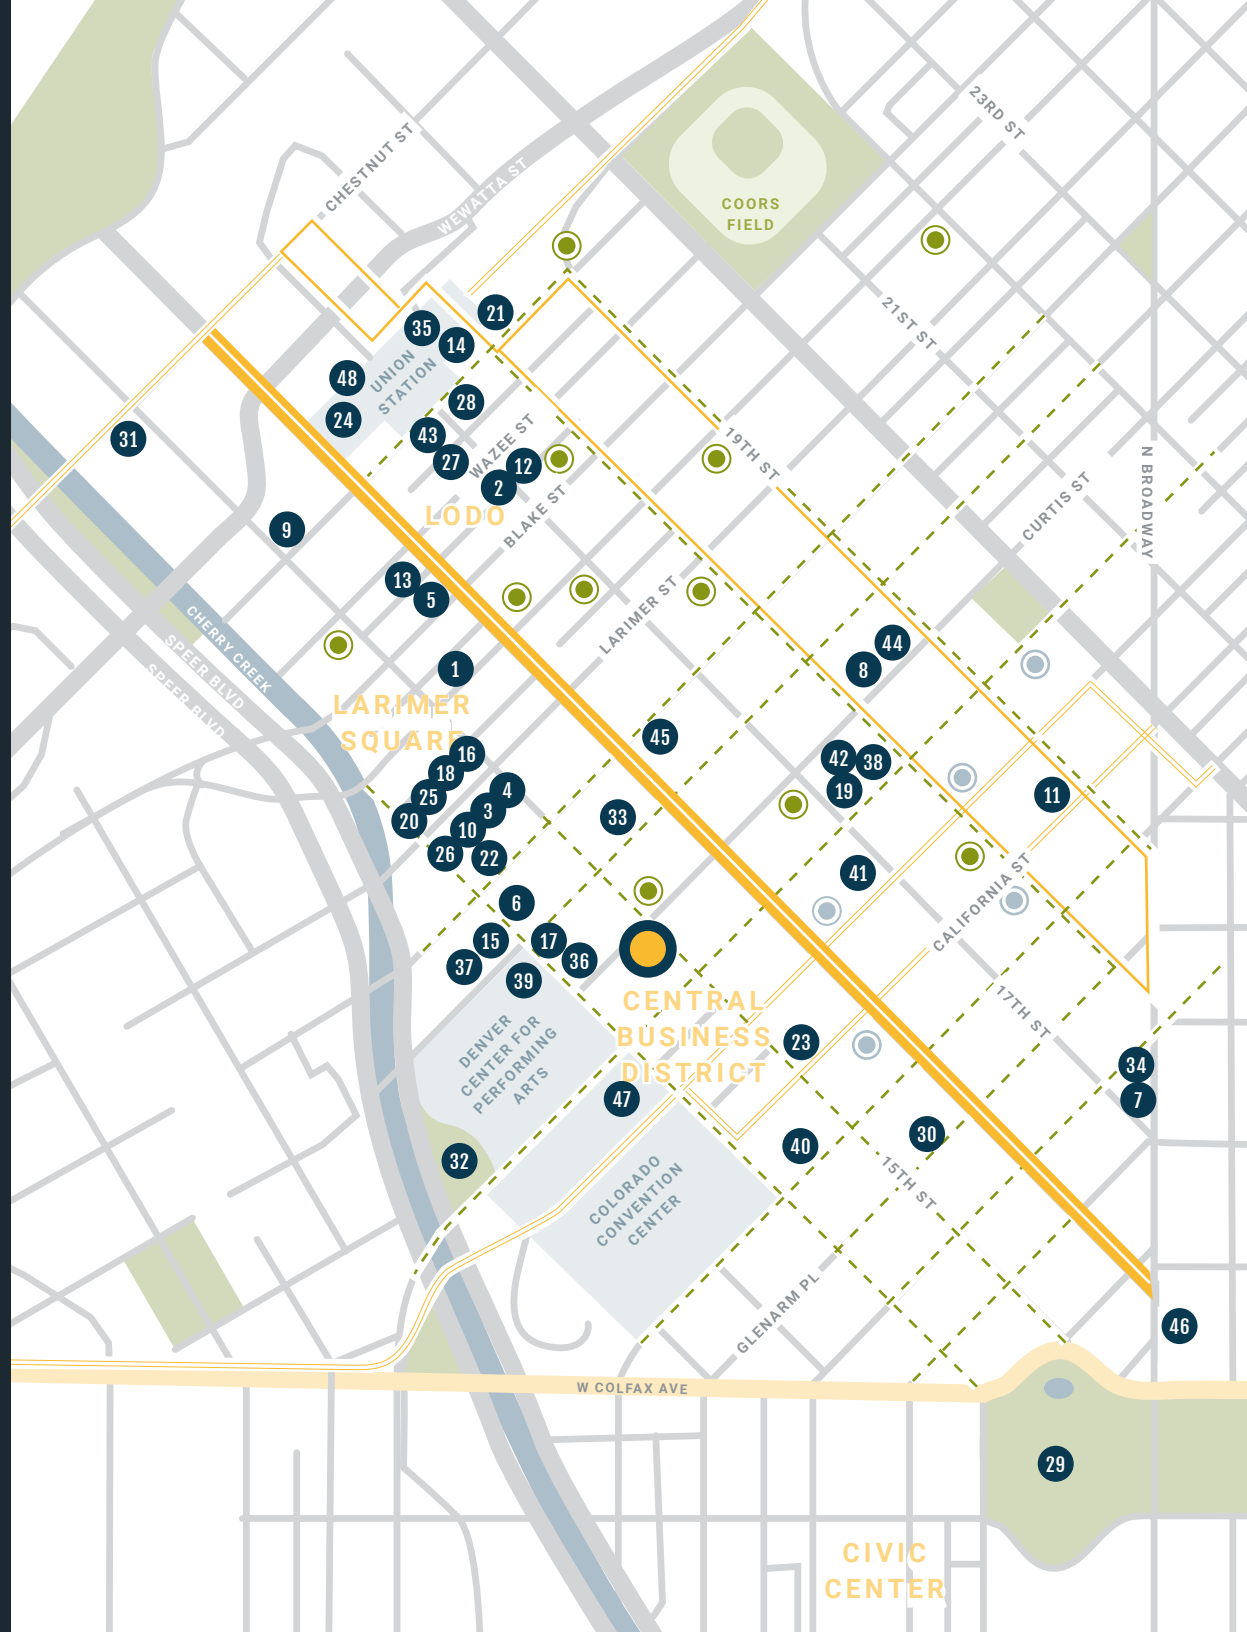 23RD ST
CHESTNUT ST
WEWATTA ST
COORS
FIELD
21ST ST
21
35
14
UNION
STATION
48
24
28
43
27
WAZEE ST
12
2
31
19TH ST
N BROADWAY
CURTIS ST
LODO
BLAKE ST
9
13
5
LARIMER ST
CHERRY CREEK
SPEER BLVD
SPEER BLVD
44
8
1
LARIMER
SQUARE
45
16
18
25
20
4
3
10
26
22
33
42
38
19
11
41
CALIFORNIA ST
6
15
17
37
36
39
CENTRAL
BUSINESS
DISTRICT
17TH ST
DENVER
CENTER FOR
PERFORMING
ARTS
23
34
7
47
32
40
30
15TH ST
COLORADO
CONVENTION
CENTER
GLENARM PL
46
W COLFAX AVE
29
CIVIC
CENTER